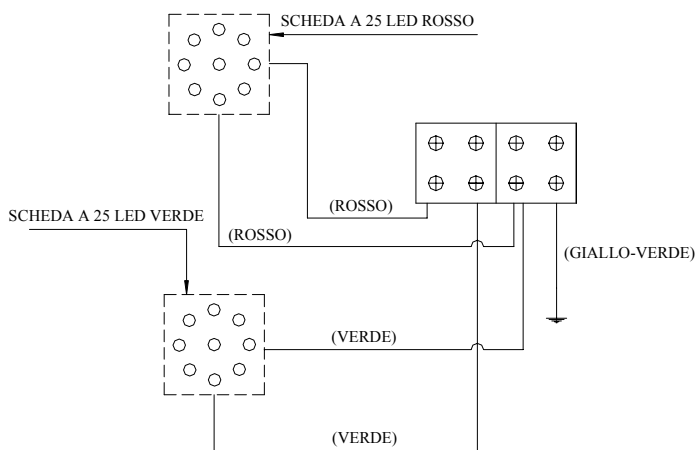 SCHEDA A 25 LED ROSSO
(ROSSO)
SCHEDA A 25 LED VERDE
(ROSSO)
(GIALLO-VERDE)
(VERDE)
(VERDE)